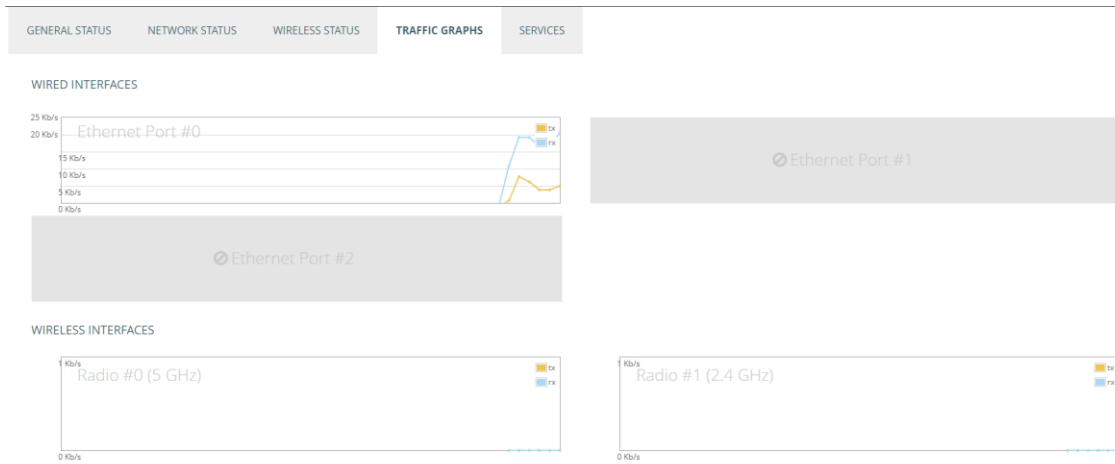 GENERAL STATUS NETWORK STATUS WIRELESS STATUS TRAFFIC GRAPHS SERVICES
WIRED INTERFACES
25 Kb/s
20 Kb/s
15 Kb/s
10 Kb/s
5 Kb/s
0 Kb/s
Ethernet Port #0
tx
rx
Ethernet Port #1
Ethernet Port #2
WIRELESS INTERFACES
1 Kb/s
Radio #0 (5 GHz)
tx
rx
0 Kb/s
1 Kb/s
Radio #1 (2.4 GHz)
tx
rx
0 Kb/s